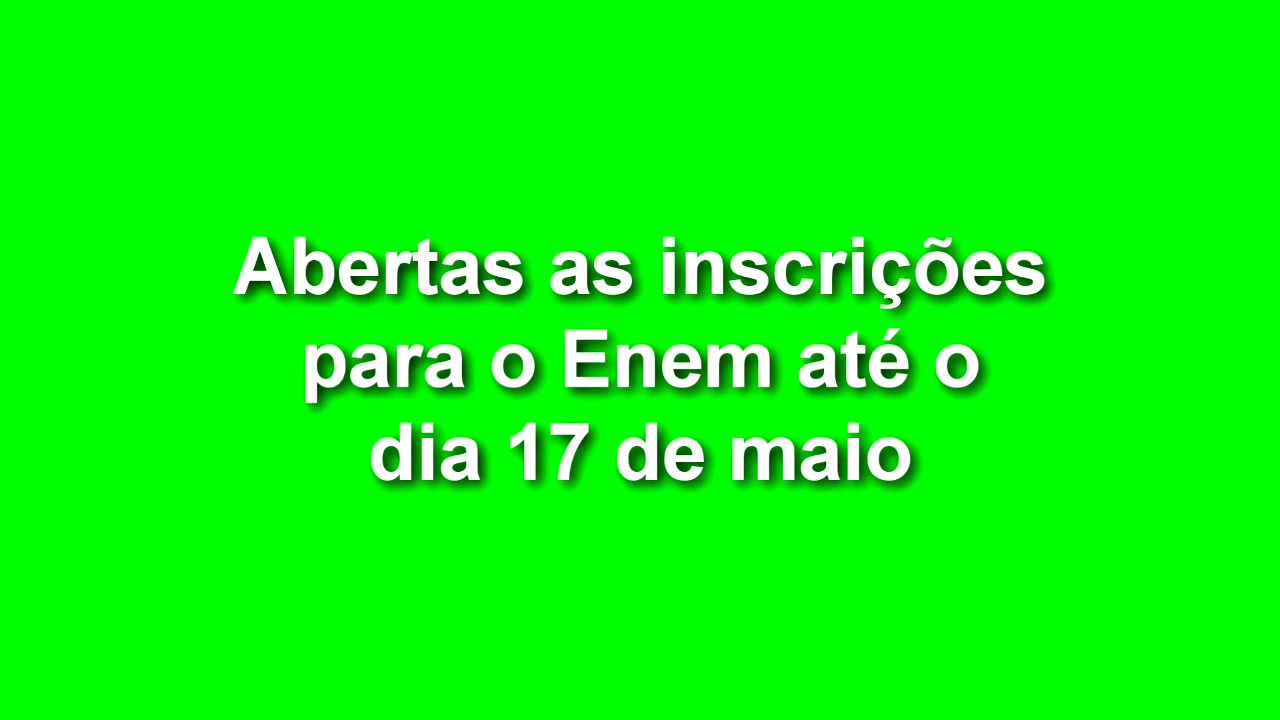 Abertas as inscrições
para o Enem até o
dia 17 de maio